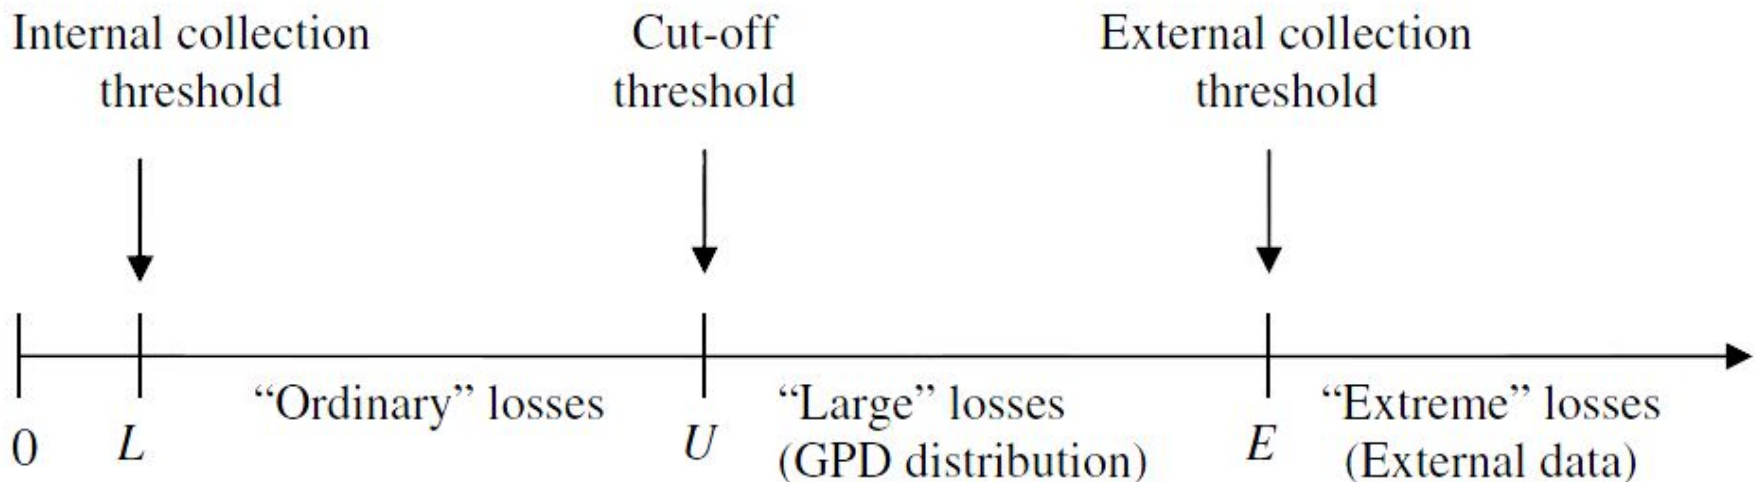 Internal collection
threshold
Cut-off
threshold
External collection
threshold
“Ordinary” losses
“Large” losses
(GPD distribution)
“Extreme” losses
(External data)
0
L
U
E